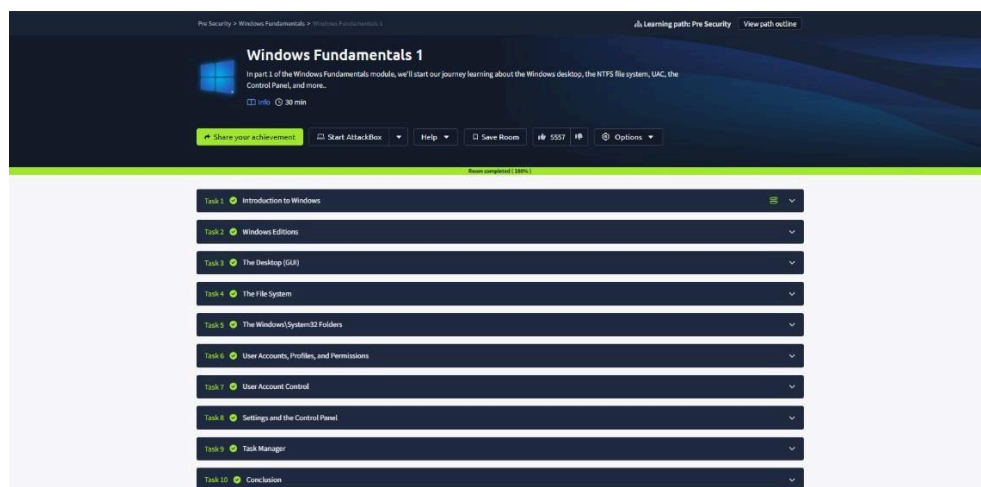 Pre Security > Windows Fundamentals > Windows Fundamentals 1
Learning path: Pre Security View path outline
Windows Fundamentals 1
In part 1 of the Windows Fundamentals module, we'll start our journey learning about the Windows desktop, the NTFS file system, UAC, the
Control Panel, and more..
Info 30 min
Share your achievement Start AttackBox Help Save Room 5557 Options
Room completed ( 100% )
Task 1 Introduction to Windows
Task 2 Windows Editions
Task 3 The Desktop (GUI)
Task 4 The File System
Task 5 The Windows\System32 Folders
Task 6 User Accounts, Profiles, and Permissions
Task 7 User Account Control
Task 8 Settings and the Control Panel
Task 9 Task Manager
Task 10 Conclusion